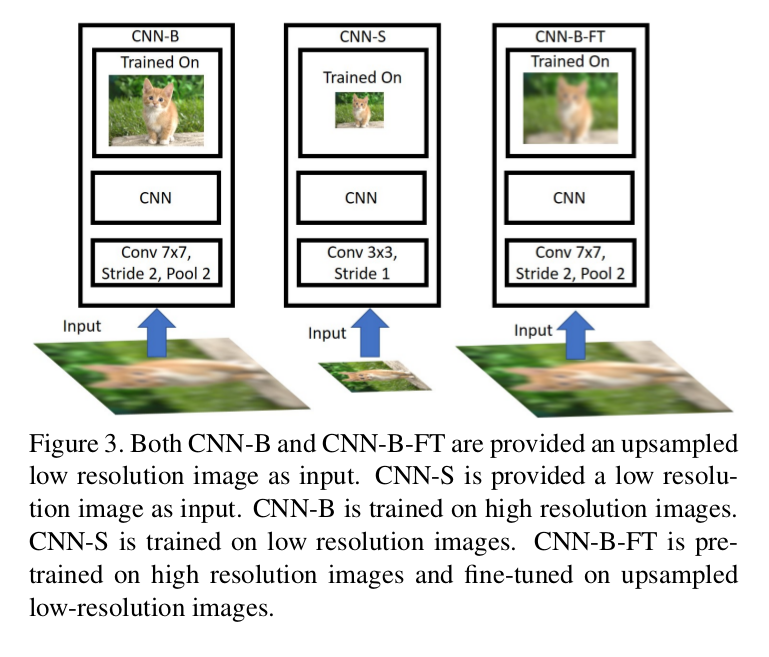 CNN-B
Trained On
CNN
Conv 7x7,
Stride 2, Pool 2
Input
CNN-S
Trained On
CNN
Conv 3x3,
Stride 1
Input
CNN-B-FT
Trained On
CNN
Conv 7x7,
Stride 2, Pool 2
Input
Figure 3. Both CNN-B and CNN-B-FT are provided an upsampled
low resolution image as input. CNN-S is provided a low resolu-
tion image as input. CNN-B is trained on high resolution images.
CNN-S is trained on low resolution images. CNN-B-FT is pre-
trained on high resolution images and fine-tuned on upsampled
low-resolution images.